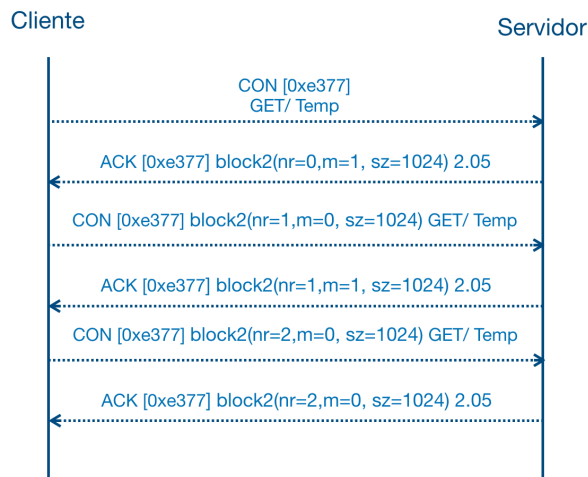 Cliente
Servidor
CON [0xe377]
GET/ Temp
ACK [0xe377] block2(nr=0,m=1, sz=1024) 2.05
CON [0xe377] block2(nr=1,m=0, sz=1024) GET/ Temp
ACK [0xe377] block2(nr=1,m=1, sz=1024) 2.05
CON [0xe377] block2(nr=2,m=0, sz=1024) GET/ Temp
ACK [0xe377] block2(nr=2,m=0, sz=1024) 2.05